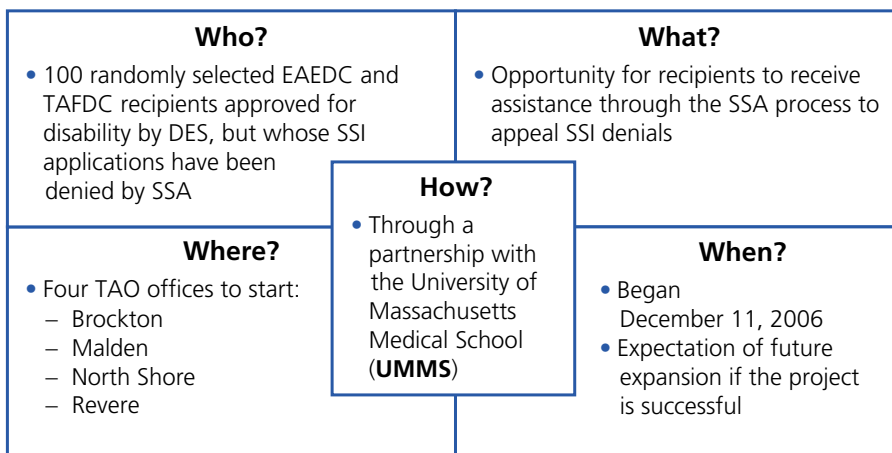 Who?
• 100 randomly selected EAEDC and
TAFDC recipients approved for
disability by DES, but whose SSI
applications have been
denied by SSA
What?
• Opportunity for recipients to receive
assistance through the SSA process to
appeal SSI denials
How?
• Through a
partnership with
the University of
Massachusetts
Medical School
(UMMS)
Where?
• Four TAO offices to start:
– Brockton
– Malden
– North Shore
– Revere
When?
• Began
December 11, 2006
• Expectation of future
expansion if the project
is successful